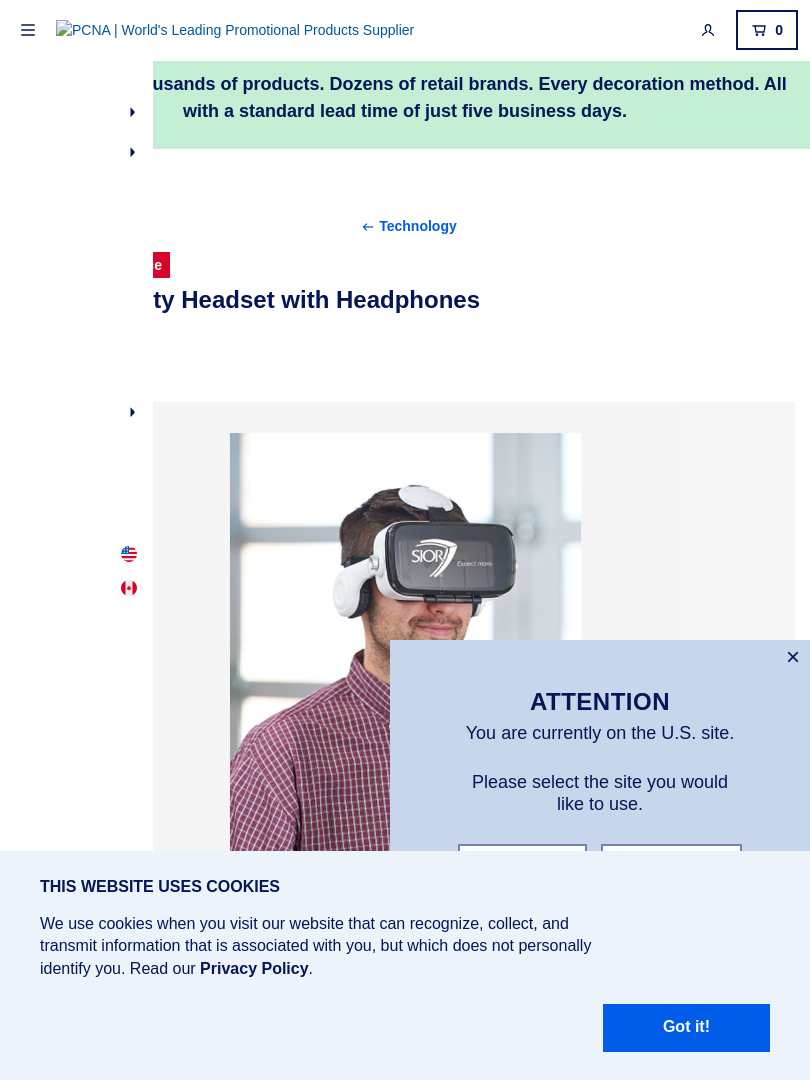 PCNA | World's Leading Promotional Products Supplier
0
usands of products. Dozens of retail brands. Every decoration method. All
with a standard lead time of just five business days.
Technology
e
ty Headset with Headphones
SIOR
Expect more.
ATTENTION
You are currently on the U.S. site.
Please select the site you would
like to use.
THIS WEBSITE USES COOKIES
We use cookies when you visit our website that can recognize, collect, and
transmit information that is associated with you, but which does not personally
identify you. Read our Privacy Policy.
Got it!